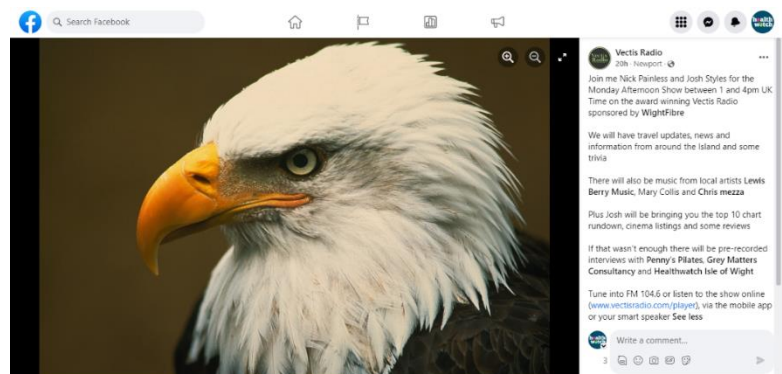 Search Facebook
health
watch
Vectis Radio
20h · Newport ·
Join me Nick Painless and Josh Styles for the
Monday Afternoon Show between 1 and 4pm UK
Time on the award winning Vectis Radio
sponsored by WightFibre
We will have travel updates, news and
information from around the Island and some
trivia
There will also be music from local artists Lewis
Berry Music, Mary Collis and Chris mezza
Plus Josh will be bringing you the top 10 chart
rundown, cinema listings and some reviews
If that wasn't enough there will be pre-recorded
interviews with Penny's Pilates, Grey Matters
Consultancy and Healthwatch Isle of Wight
Tune into FM 104.6 or listen to the show online
(www.vectisradio.com/player), via the mobile app
or your smart speaker See less
Write a comment...
3
GIF